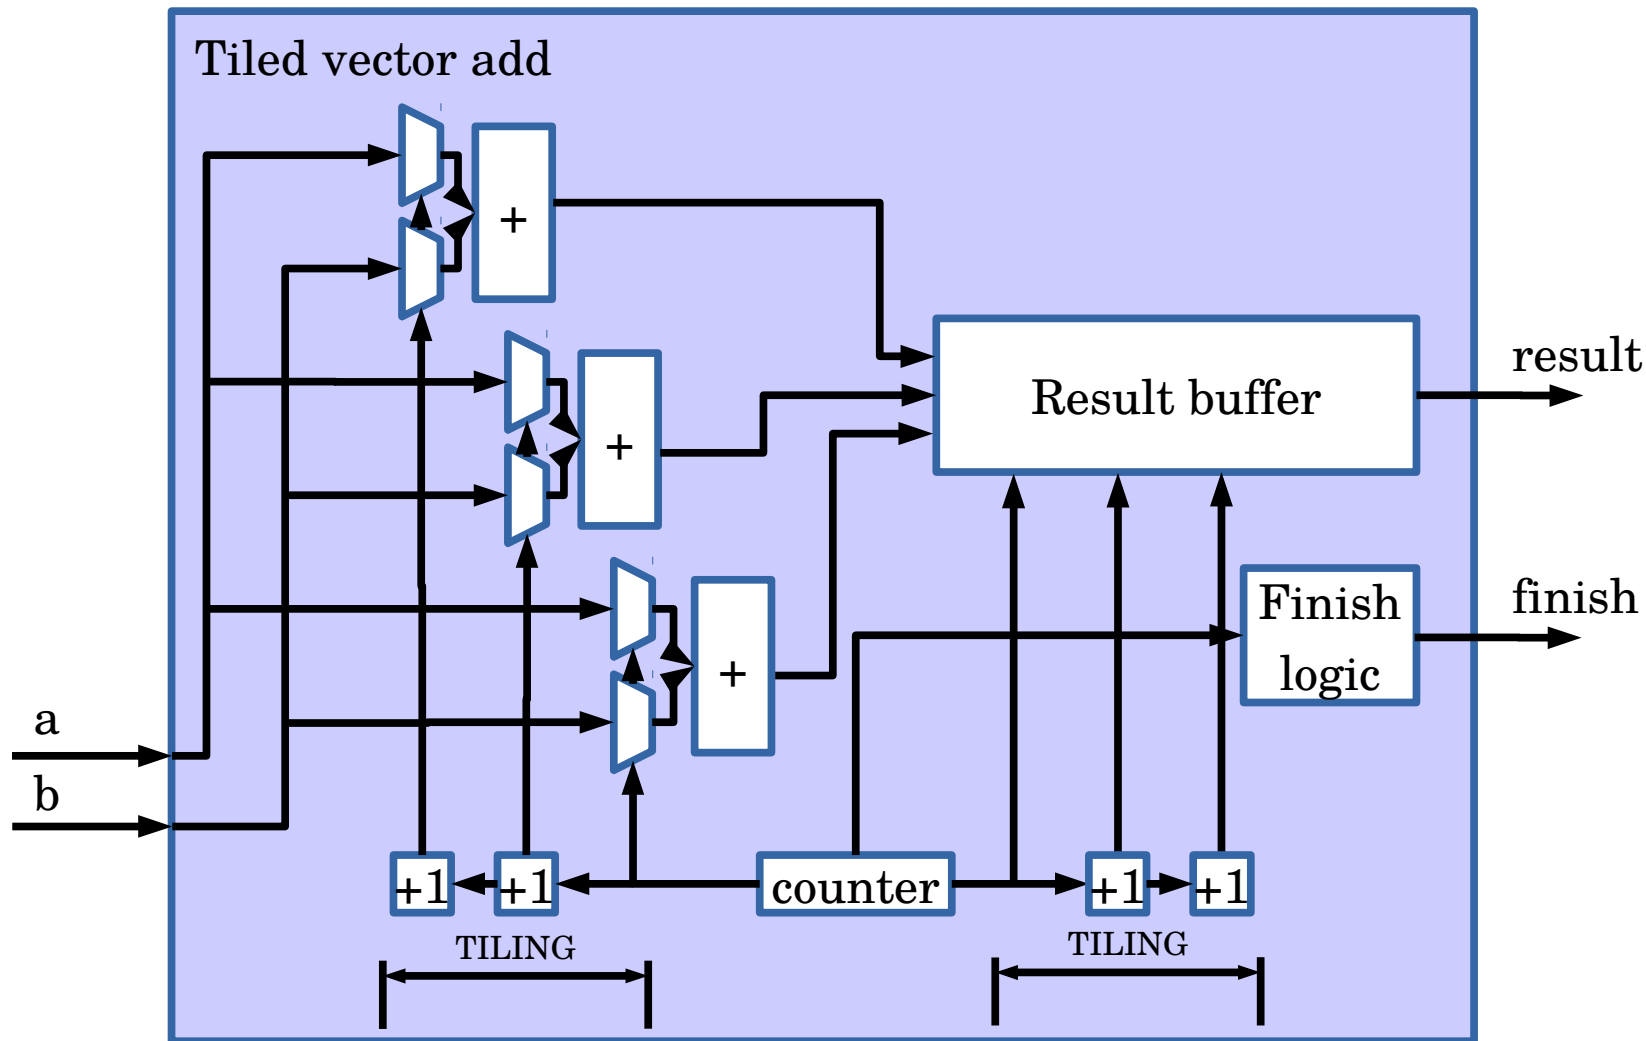 Tiled vector add
+
+
+
Result buffer
result
Finish
logic
finish
a
b
+1
+1
counter
+1
+1
TILING
TILING